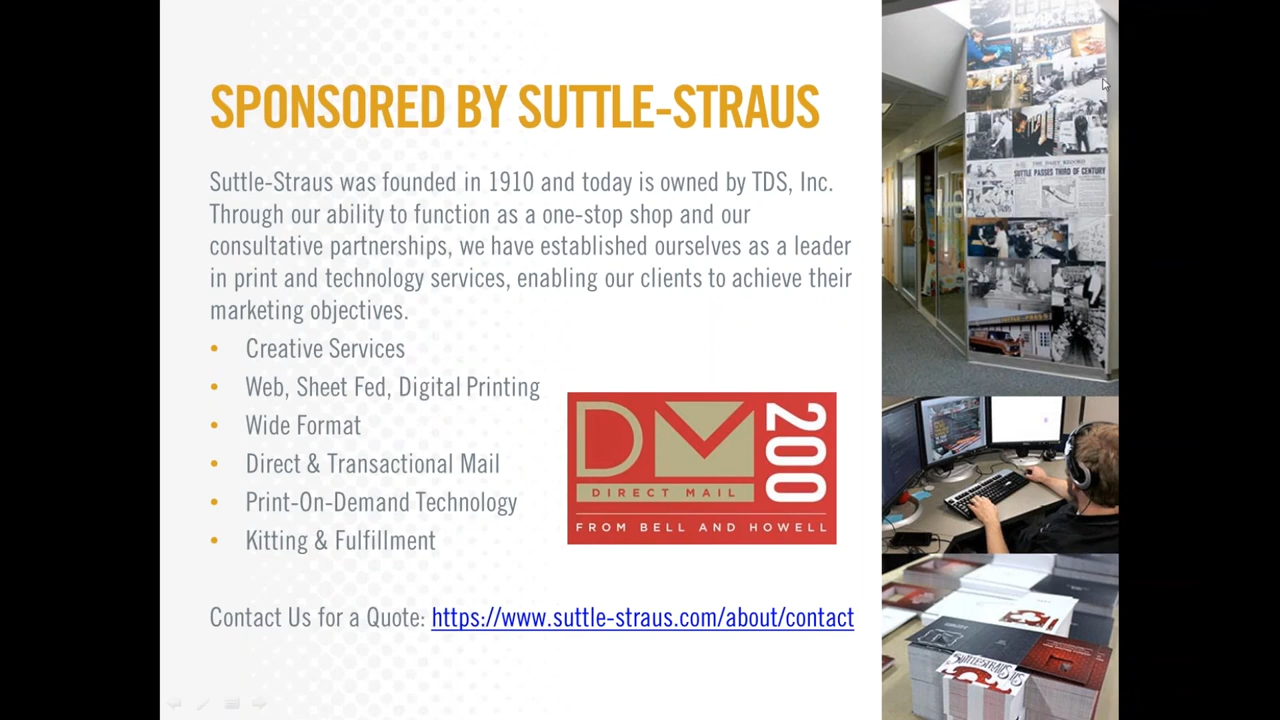 SPONSORED BY SUTTLE-STRAUS
Suttle-Straus was founded in 1910 and today is owned by TDS, Inc.
Through our ability to function as a one-stop shop and our
consultative partnerships, we have established ourselves as a leader
in print and technology services, enabling our clients to achieve their
marketing objectives.
• Creative Services
• Web, Sheet Fed, Digital Printing
• Wide Format
• Direct & Transactional Mail
• Print-On-Demand Technology
• Kitting & Fulfillment
DM 200
DIRECT MAIL
FROM BELL AND HOWELL
Contact Us for a Quote: https://www.suttle-straus.com/about/contact
THE DAILY RECORD
SUTTLE PASSES THIRD OF CENTURY